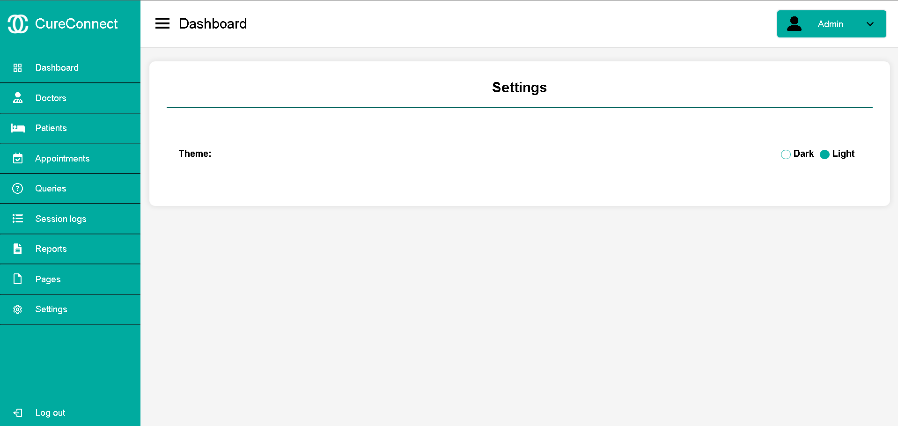 CureConnect
Dashboard
Admin
Dashboard
Doctors
Patients
Appointments
Queries
Session logs
Reports
Pages
Settings
Log out
Settings
Theme:
Dark Light